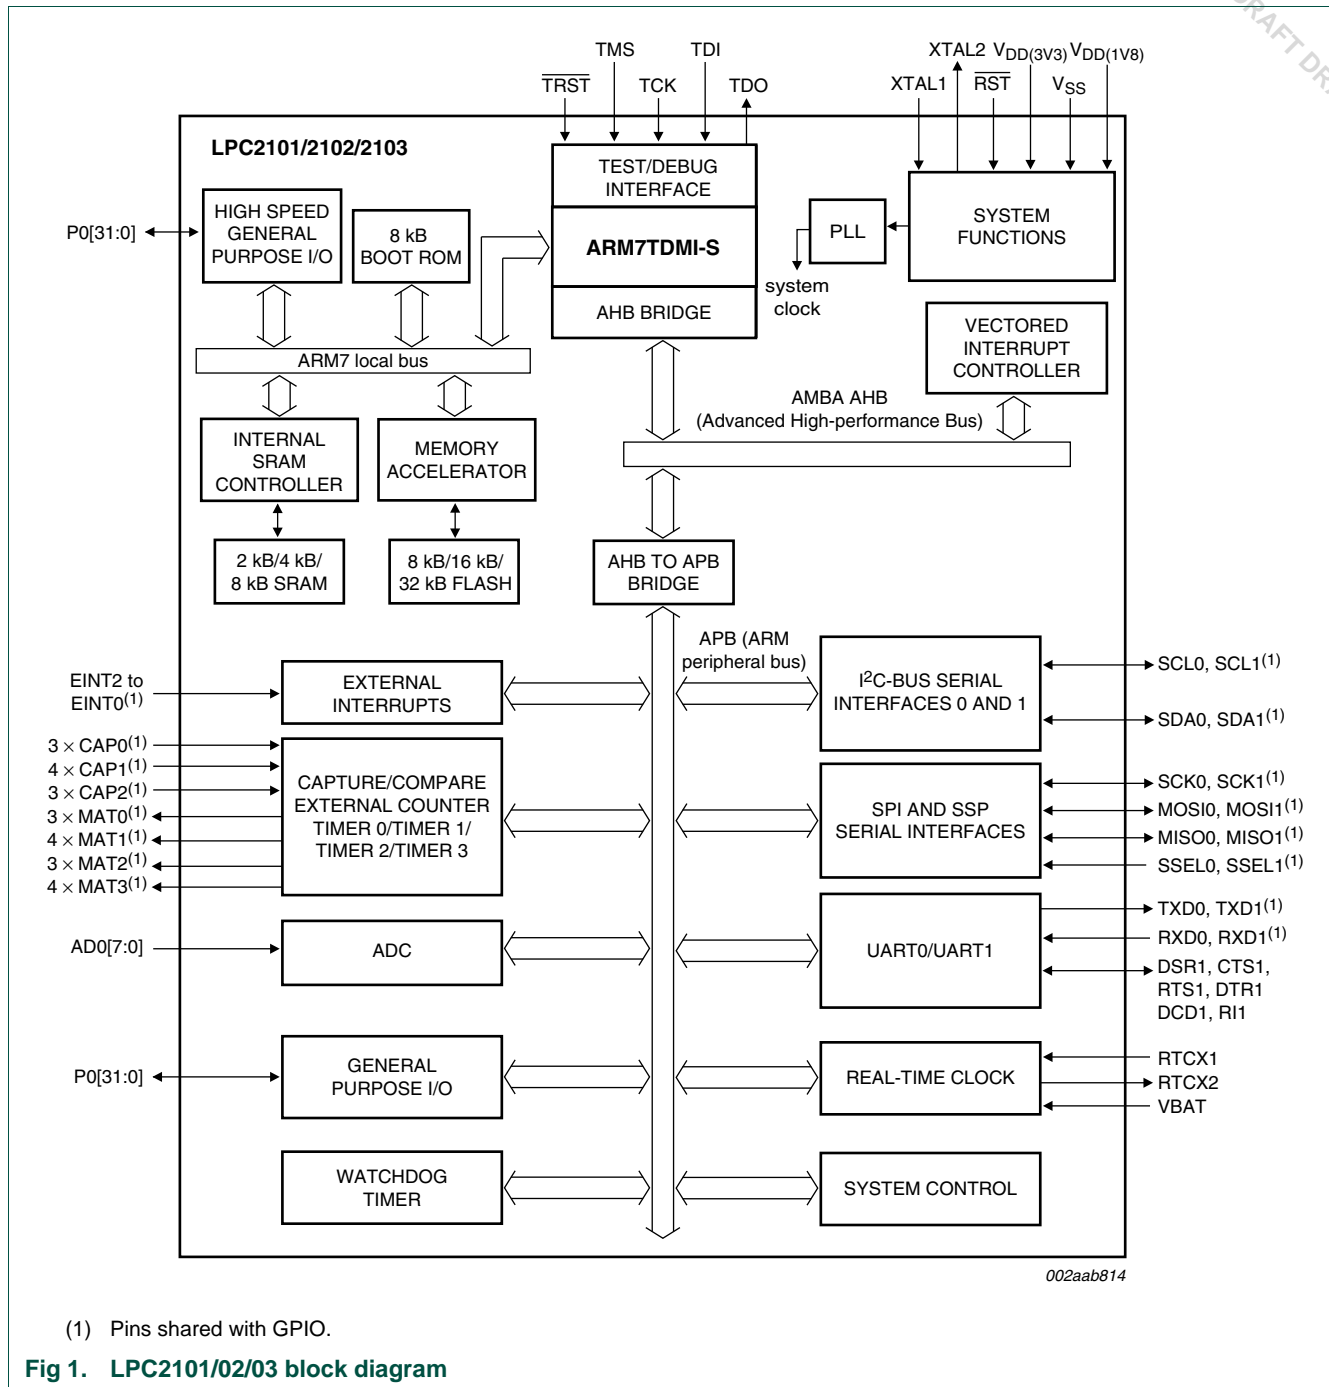 DRAFT DR
TMS
TDI
XTAL2 VDD(3V3) VDD(1V8)
TRST
TCK
TDO
XTAL1
RST
VSS
LPC2101/2102/2103
TEST/DEBUG
INTERFACE
HIGH SPEED
GENERAL
PURPOSE I/O
P0[31:0]
8 kB
BOOT ROM
ARM7TDMI-S
AHB BRIDGE
PLL
system
clock
SYSTEM
FUNCTIONS
VECTORED
INTERRUPT
CONTROLLER
ARM7 local bus
AMBA AHB
(Advanced High-performance Bus)
INTERNAL
SRAM
CONTROLLER
MEMORY
ACCELERATOR
2 kB/4 kB/
8 kB SRAM
8 kB/16 kB/
32 kB FLASH
AHB TO APB
BRIDGE
APB (ARM
peripheral bus)
EINT2 to
EINT0(1)
EXTERNAL
INTERRUPTS
I2C-BUS SERIAL
INTERFACES 0 AND 1
SCL0, SCL1(1)
SDA0, SDA1(1)
3 × CAP0(1)
4 × CAP1(1)
3 × CAP2(1)
3 × MAT0(1)
4 × MAT1(1)
3 × MAT2(1)
4 × MAT3(1)
CAPTURE/COMPARE
EXTERNAL COUNTER
TIMER 0/TIMER 1/
TIMER 2/TIMER 3
SPI AND SSP
SERIAL INTERFACES
SCK0, SCK1(1)
MOSI0, MOSI1(1)
MISO0, MISO1(1)
SSEL0, SSEL1(1)
AD0[7:0]
ADC
UART0/UART1
TXD0, TXD1(1)
RXD0, RXD1(1)
DSR1, CTS1,
RTS1, DTR1
DCD1, RI1
P0[31:0]
GENERAL
PURPOSE I/O
REAL-TIME CLOCK
RTCX1
RTCX2
VBAT
WATCHDOG
TIMER
SYSTEM CONTROL
002aab814
(1) Pins shared with GPIO.
Fig 1. LPC2101/02/03 block diagram